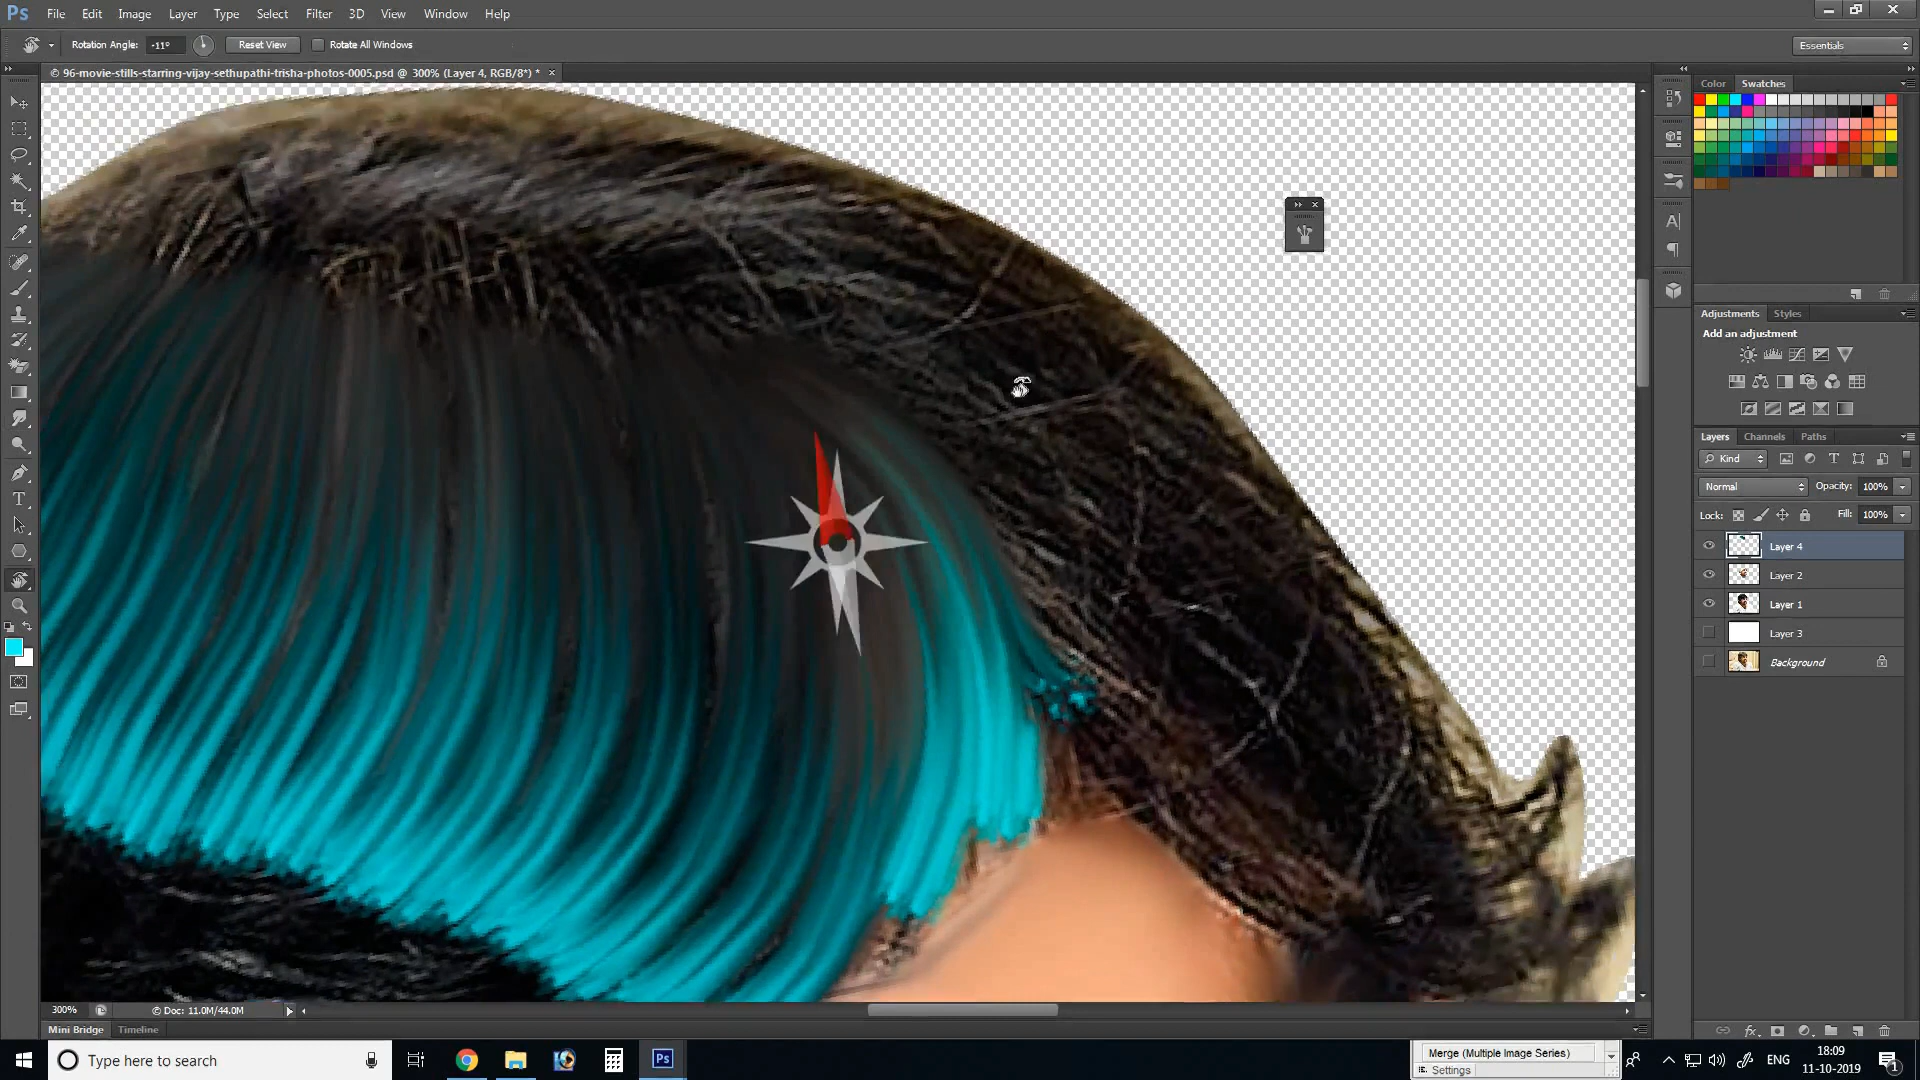 Ps File Edit Image Layer Type Select Filter 3D View Window Help
Rotation Angle: -11° Reset View Rotate All Windows Essentials
© 96-movie-stills-starring-vijay-sethupathi-trisha-photos-0005.psd @ 300% (Layer 4, RGB/8*) *
Color Swatches
Adjustments Styles
Add an adjustment
Layers Channels Paths
Kind
Normal Opacity: 100%
Lock: Fill: 100%
Layer 4
Layer 2
Layer 1
Layer 3
Background
300% © Doc: 11.0M/44.0M
Mini Bridge Timeline
Type here to search
Ps
Merge (Multiple Image Series)
Settings
ENG
18:09
11-10-2019
1